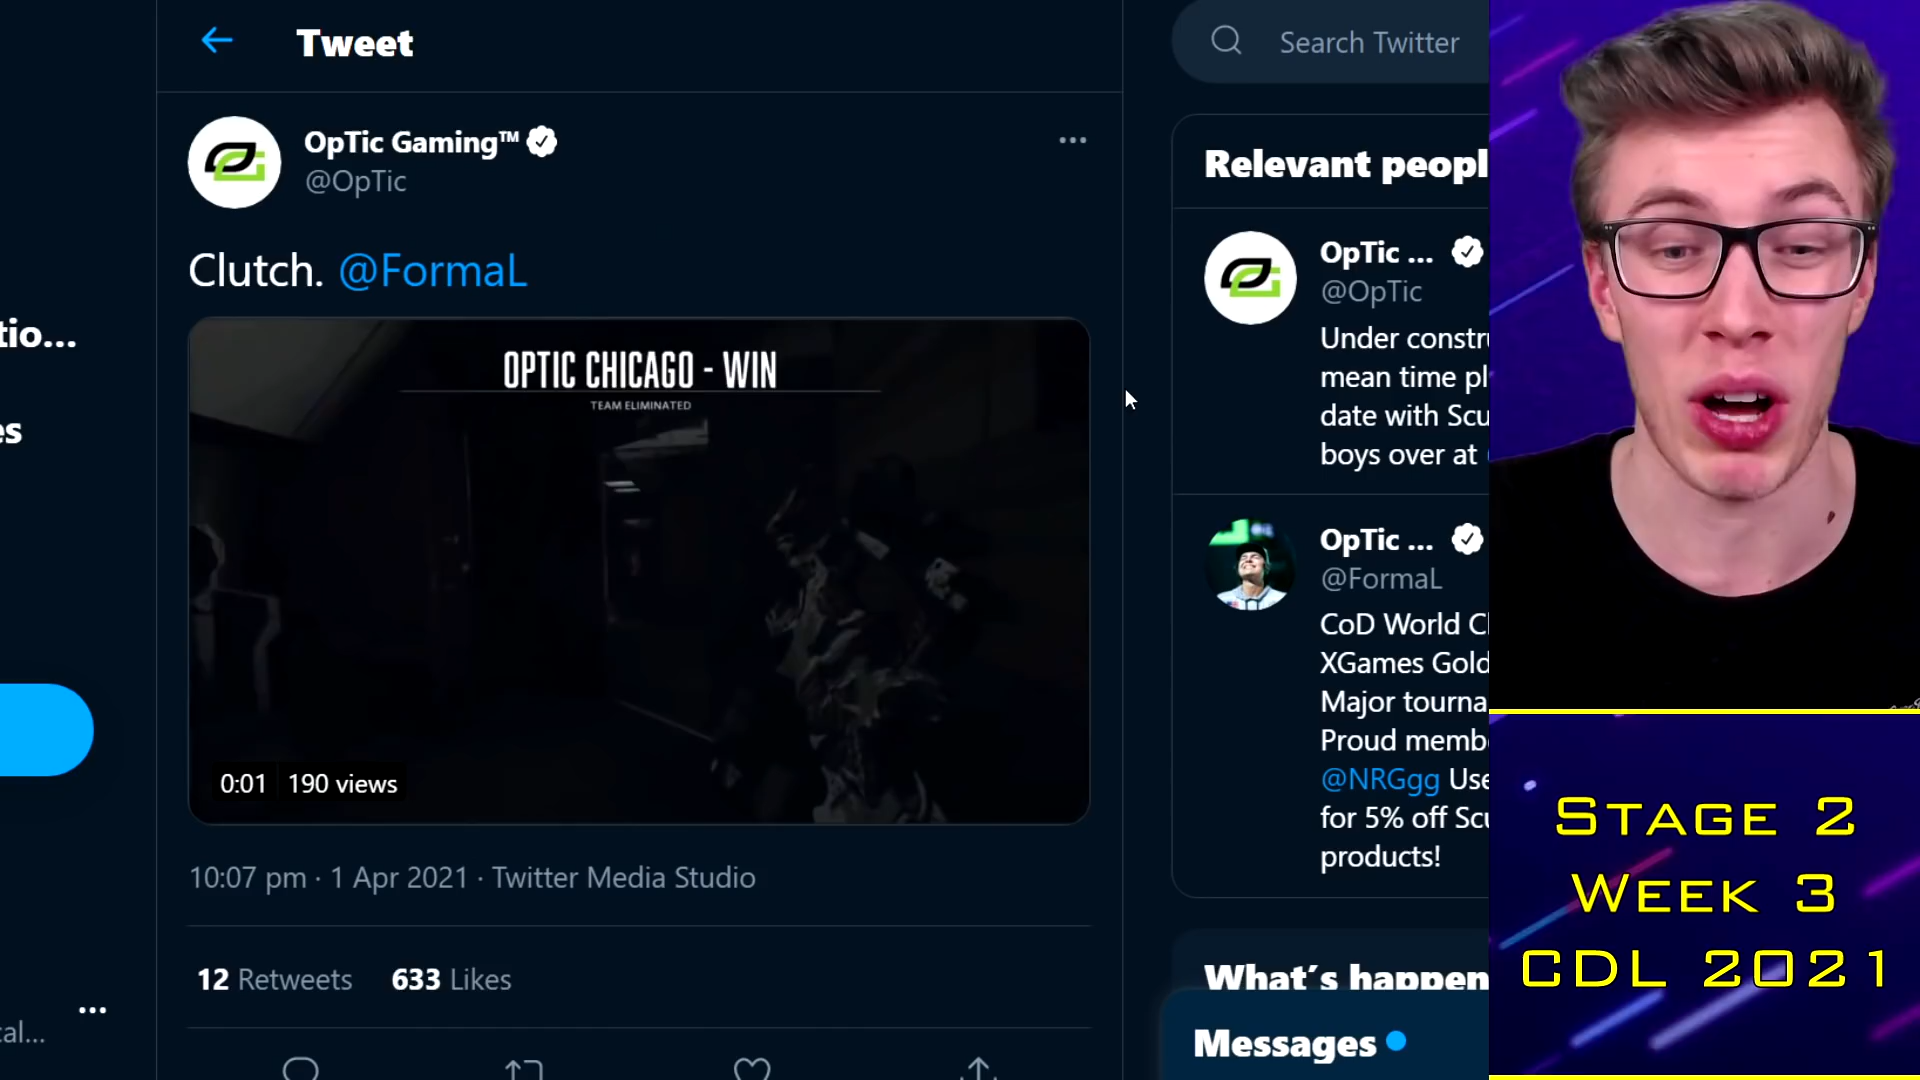 Tweet
Search Twitter
OpTic Gaming™
@OpTic
Clutch. @FormaL
OPTIC CHICAGO - WIN
TEAM ELIMINATED
0:01 190 views
10:07 pm · 1 Apr 2021 · Twitter Media Studio
12 Retweets 633 Likes
tio...
es
cal...
Relevant peopl
OpTic ...
@OpTic
Under constr
mean time pl
date with Scu
boys over at
OpTic ...
@FormaL
CoD World Cl
XGames Gold
Major tourna
Proud memb
@NRGgg Use
for 5% off Scu
products!
What's happen
Messages
STAGE 2
WEEK 3
CDL 2021